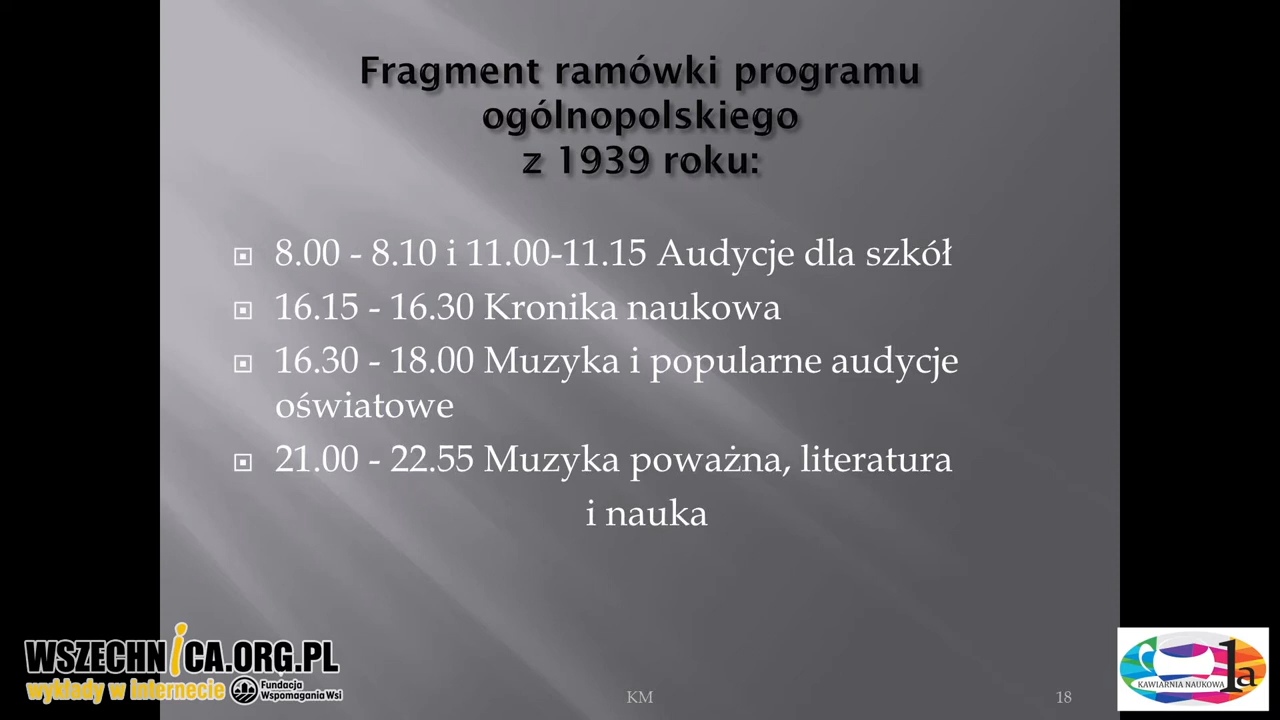 Fragment ramówki programu
ogólnopolskiego
z 1939 roku:
8.00 - 8.10 i 11.00-11.15 Audycje dla szkół
16.15 - 16.30 Kronika naukowa
16.30 - 18.00 Muzyka i popularne audycje
oświatowe
21.00 - 22.55 Muzyka poważna, literatura
i nauka
WSZECHNICA.ORG.PL
wykłady w internecie
Fundacja
Wspomagania Wsi
KM
18
KAWIARNIA NAUKOWA
1a